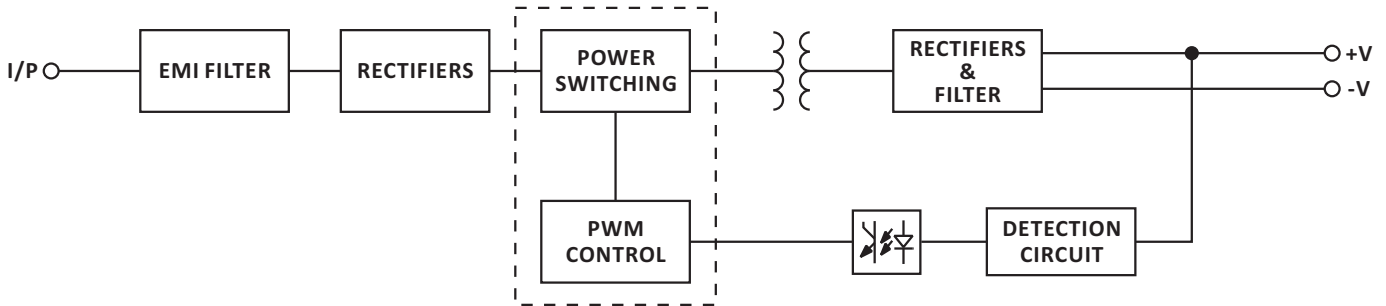 I/P
EMI FILTER
RECTIFIERS
POWER
SWITCHING
RECTIFIERS
&
FILTER
+V
-V
PWM
CONTROL
DETECTION
CIRCUIT